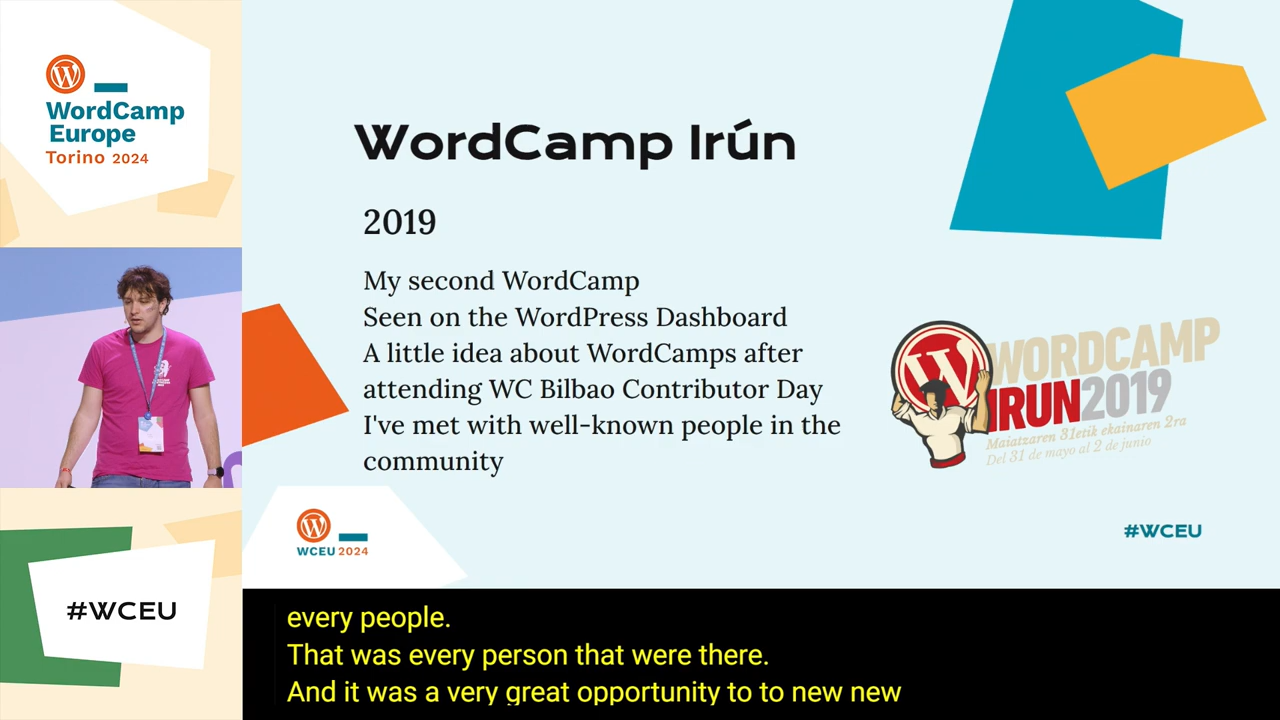 WordCamp
Europe
Torino 2024
WordCamp Irún
2019
My second WordCamp
Seen on the WordPress Dashboard
A little idea about WordCamps after
attending WC Bilbao Contributor Day
I've met with well-known people in the
community
WORDCAMP
IRUN2019
Maiatzaren 31etik ekainaren 2ra
Del 31 de mayo al 2 de junio
WCEU 2024
#WCEU
#WCEU
every people.
That was every person that were there.
And it was a very great opportunity to to new new